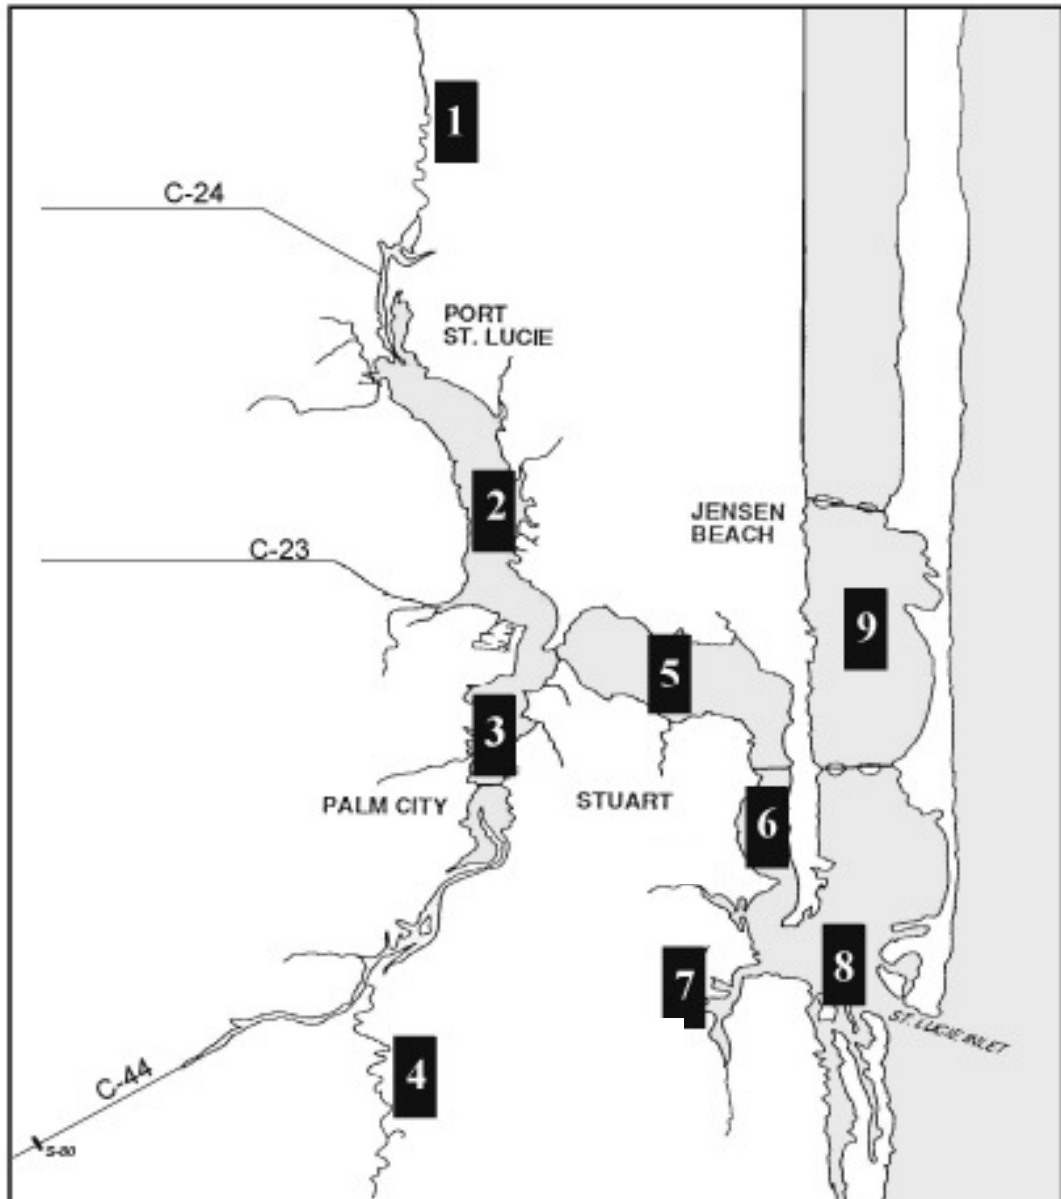 1
C-24
PORT
ST. LUCIE
2
JENSEN
BEACH
C-23
9
5
3
PALM CITY
STUART
6
8
7
ST. LUCIE INLET
4
C-44
S-80